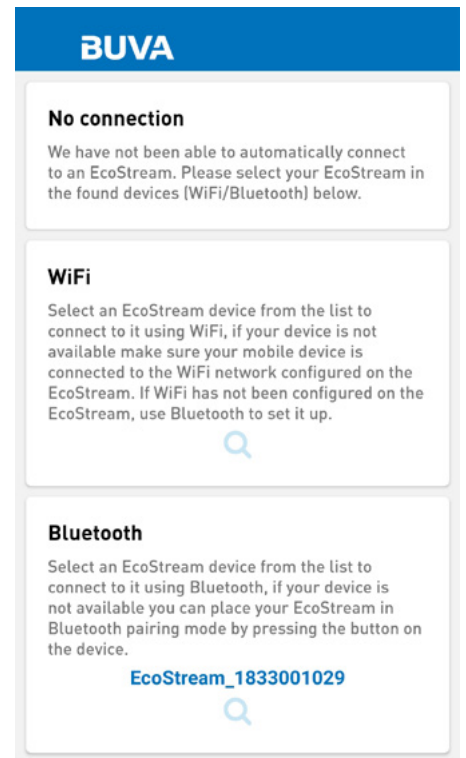 BUVA
No connection
We have not been able to automatically connect
to an EcoStream. Please select your EcoStream in
the found devices (WiFi/Bluetooth) below.
WiFi
Select an EcoStream device from the list to
connect to it using WiFi, if your device is not
available make sure your mobile device is
connected to the WiFi network configured on the
EcoStream. If WiFi has not been configured on the
EcoStream, use Bluetooth to set it up.
Bluetooth
Select an EcoStream device from the list to
connect to it using Bluetooth, if your device is
not available you can place your EcoStream in
Bluetooth pairing mode by pressing the button on
the device.
EcoStream_1833001029